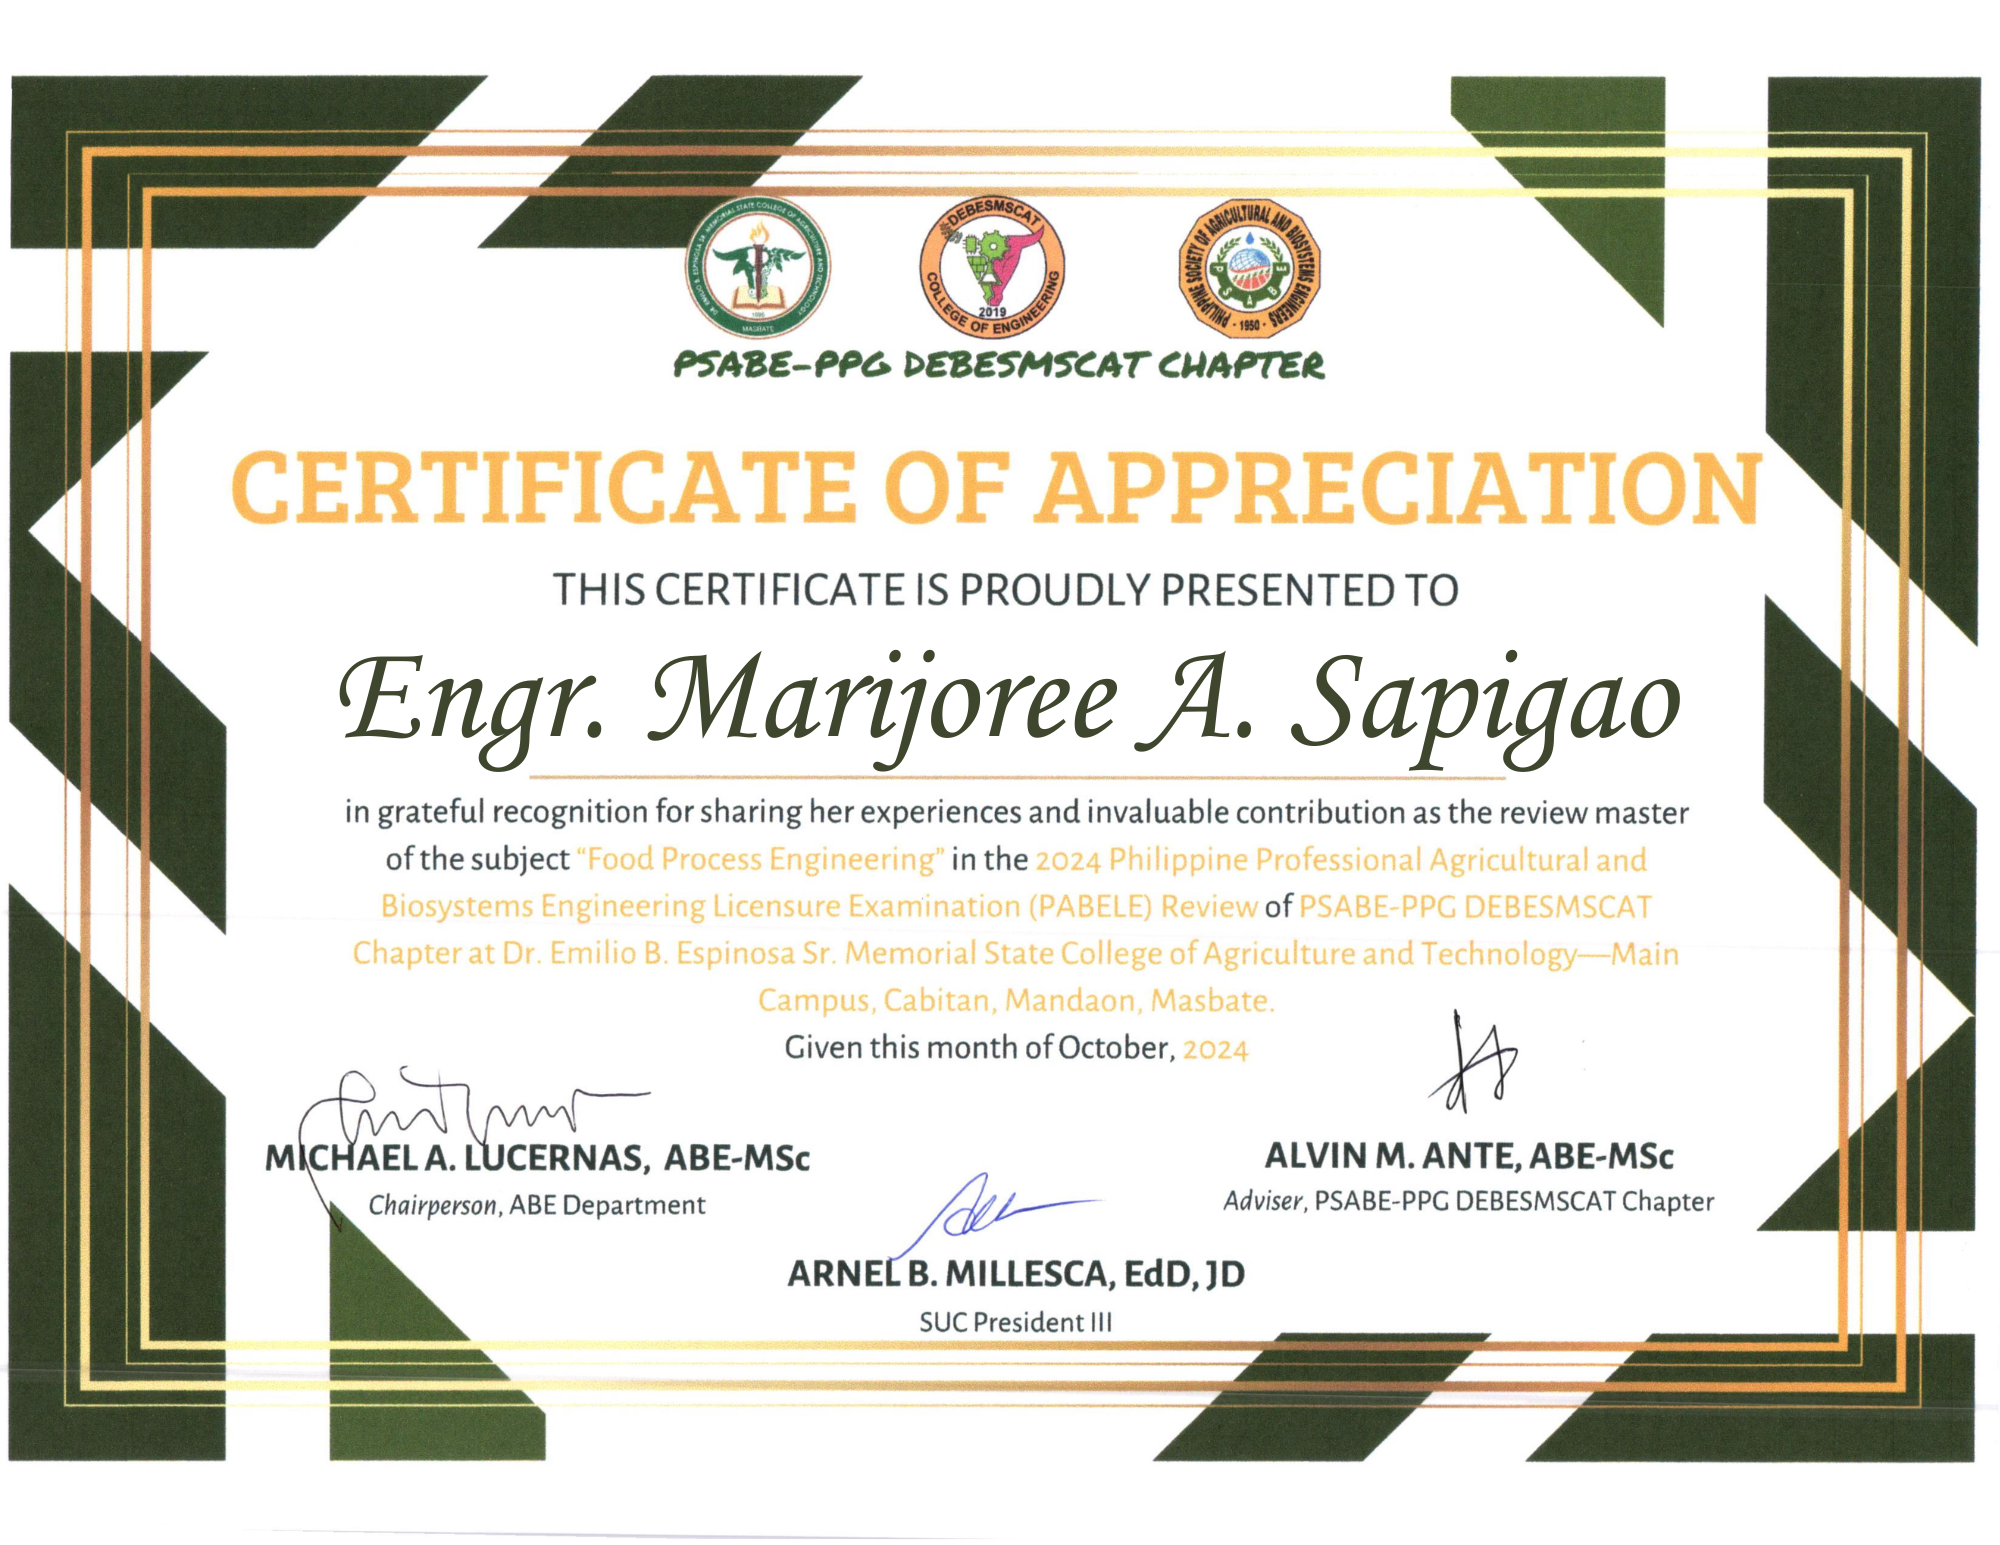 DR. EMILIO B. ESPINOSA SR. MEMORIAL STATE COLLEGE OF AGRICULTURE AND TECHNOLOGY
MASBATE
DEBESMSCAT
2019
COLLEGE OF ENGINEERING
PHILIPPINE SOCIETY OF AGRICULTURAL AND BIOSYSTEMS ENGINEERS
PSABE
· 1950 ·
PSABE-PPG DEBESMSCAT CHAPTER
CERTIFICATE OF APPRECIATION
THIS CERTIFICATE IS PROUDLY PRESENTED TO
Engr. Marijoree A. Sapigao
in grateful recognition for sharing her experiences and invaluable contribution as the review master
of the subject “Food Process Engineering” in the 2024 Philippine Professional Agricultural and
Biosystems Engineering Licensure Examination (PABELE) Review of PSABE-PPG DEBESMSCAT
Chapter at Dr. Emilio B. Espinosa Sr. Memorial State College of Agriculture and Technology—Main
Campus, Cabitan, Mandaon, Masbate.
Given this month of October, 2024
MICHAEL A. LUCERNAS, ABE-MSc
Chairperson, ABE Department
ALVIN M. ANTE, ABE-MSc
Adviser, PSABE-PPG DEBESMSCAT Chapter
ARNEL B. MILLESCA, EdD, JD
SUC President III